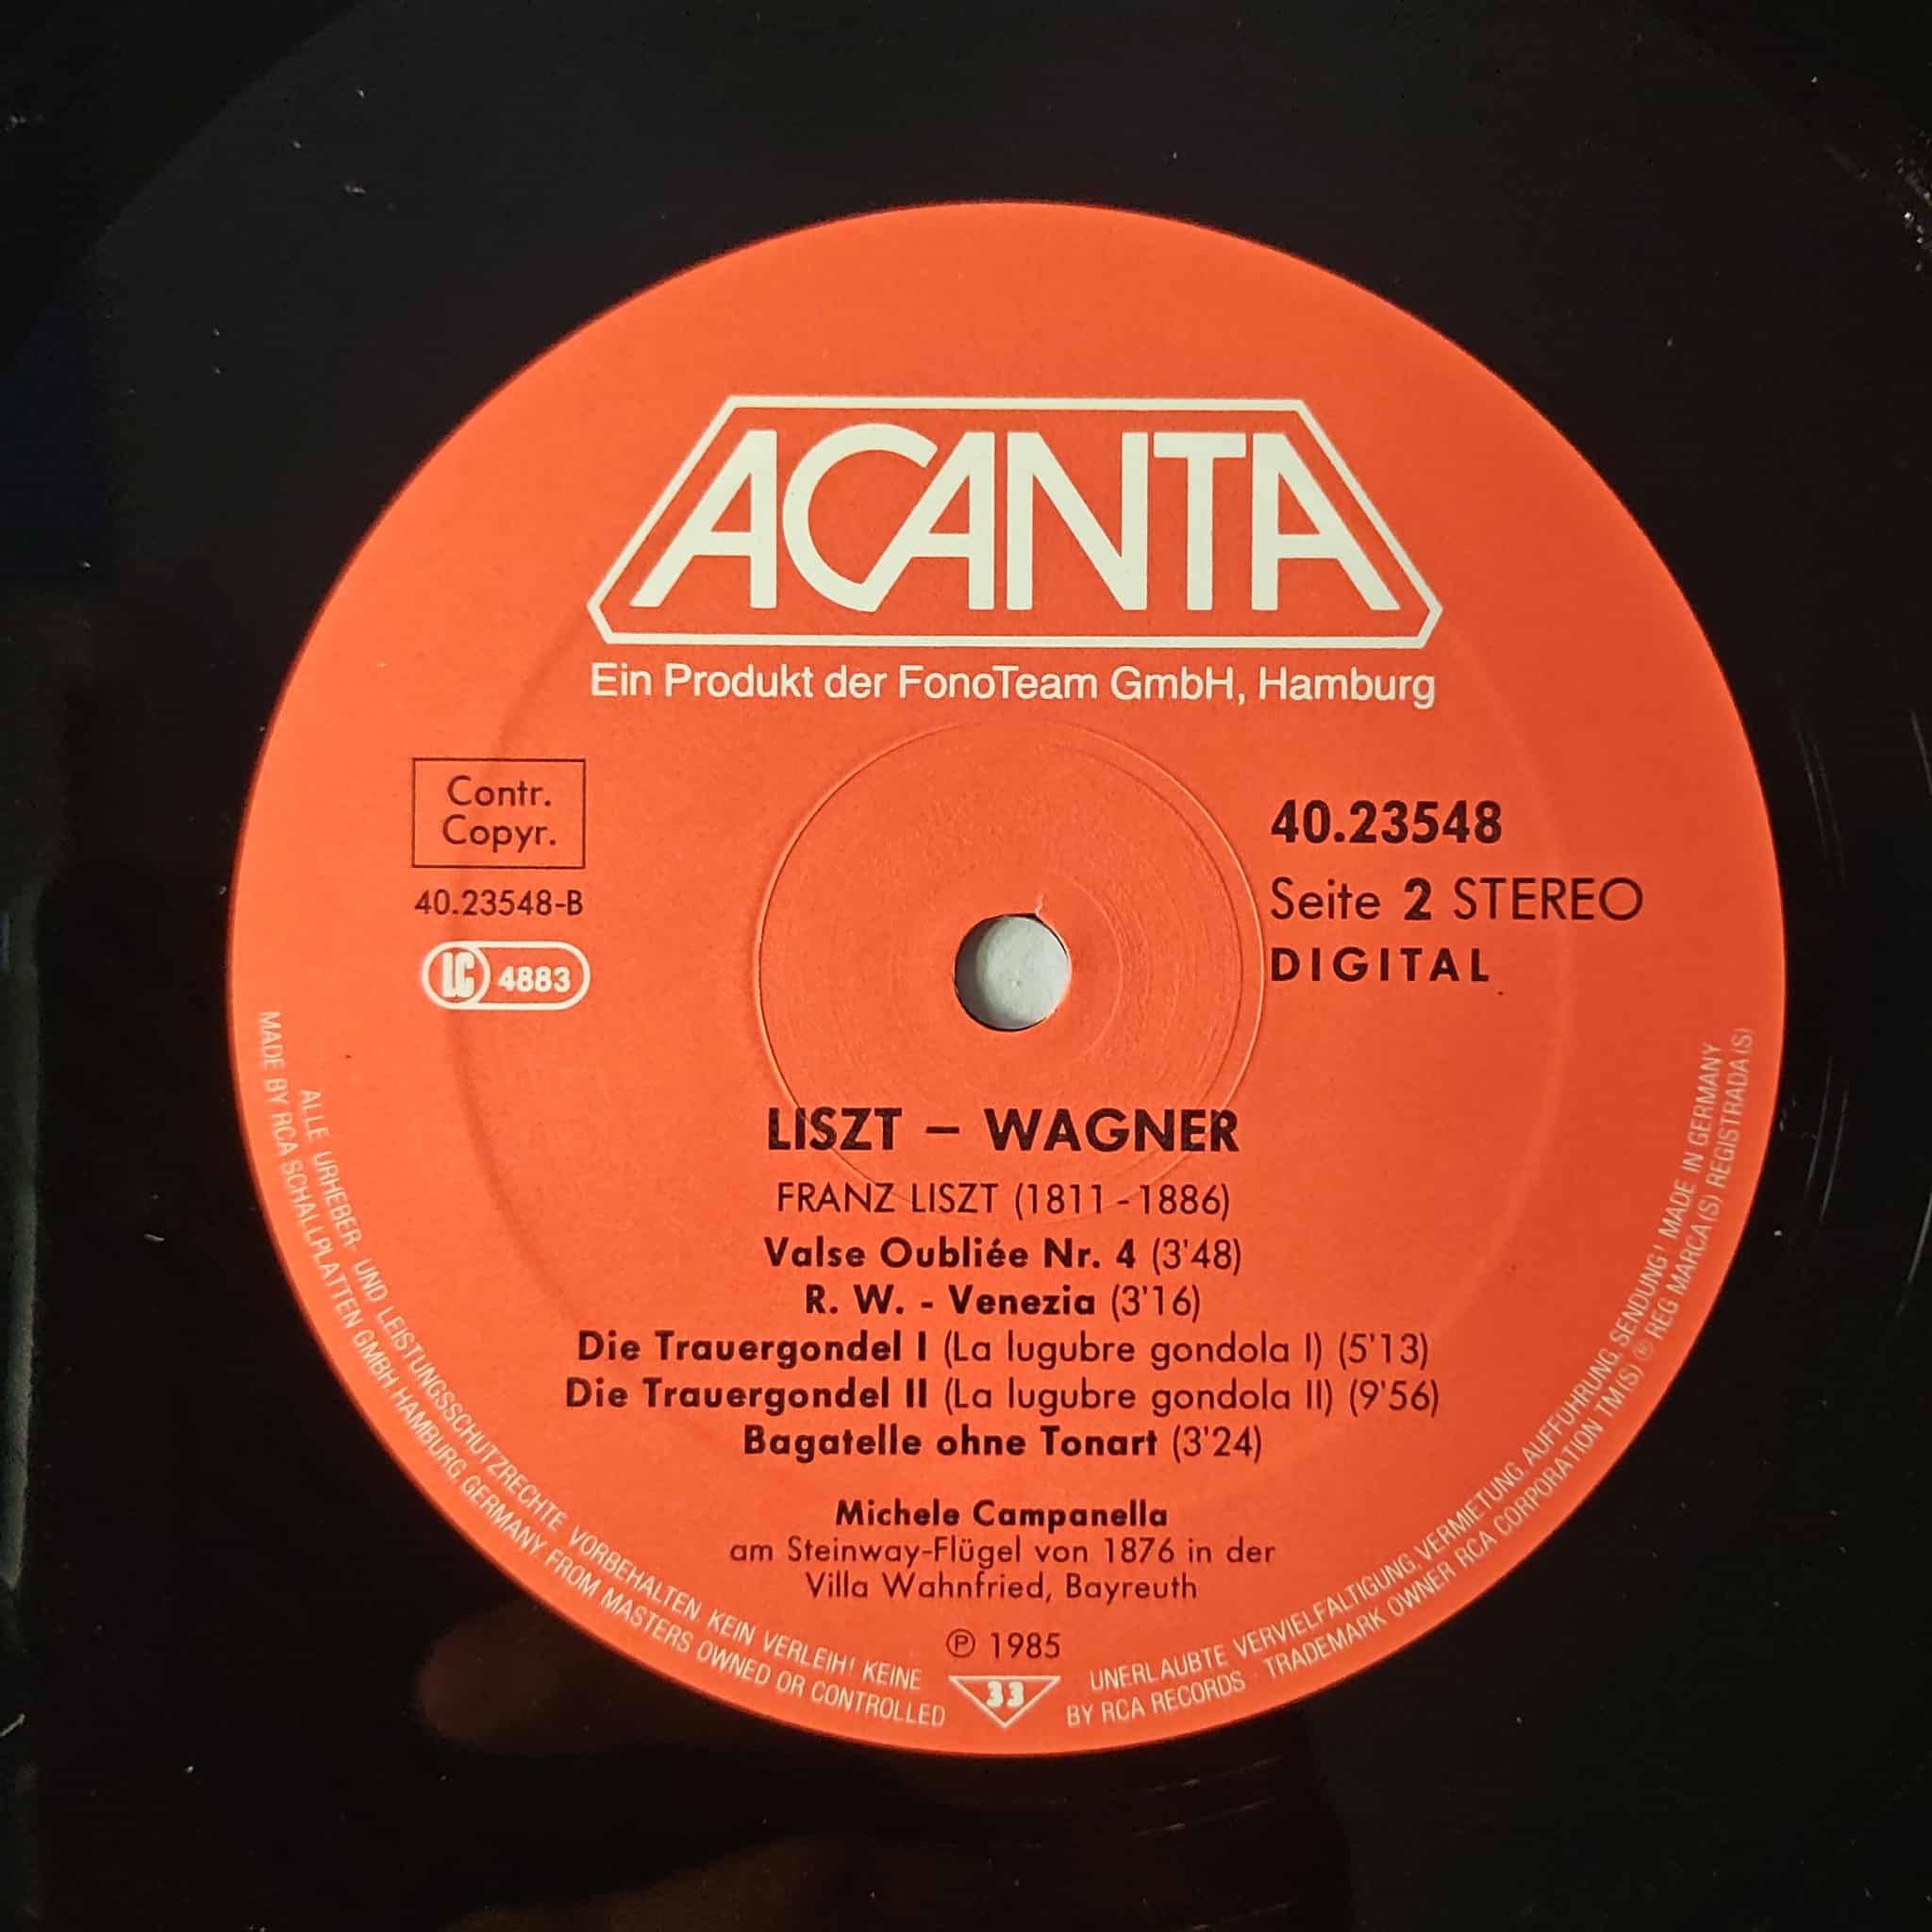 ACANTA
Ein Produkt der FonoTeam GmbH, Hamburg
Contr.
Copyr.
40.23548-B
LC 4883
40.23548
Seite 2 STEREO
DIGITAL
LISZT – WAGNER
FRANZ LISZT (1811-1886)
Valse Oubliée Nr. 4 (3'48)
R. W. - Venezia (3'16)
Die Trauergondel I (La lugubre gondola I) (5'13)
Die Trauergondel II (La lugubre gondola II) (9'56)
Bagatelle ohne Tonart (3'24)
Michele Campanella
am Steinway-Flügel von 1876 in der
Villa Wahnfried, Bayreuth
℗ 1985
33
ALLE URHEBER- UND LEISTUNGSSCHUTZRECHTE VORBEHALTEN KEIN VERLEIH! KEINE UNERLAUBTE VERVIELFÄLTIGUNG, VERMIETUNG, AUFFÜHRUNG, SENDUNG! MADE IN GERMANY
MADE BY RCA SCHALLPLATTEN GMBH, HAMBURG, GERMANY. FROM MASTERS OWNED OR CONTROLLED BY RCA RECORDS · TRADEMARK OWNER RCA CORPORATION TM(S) ® REG MARCA(S) REGISTRADA(S)